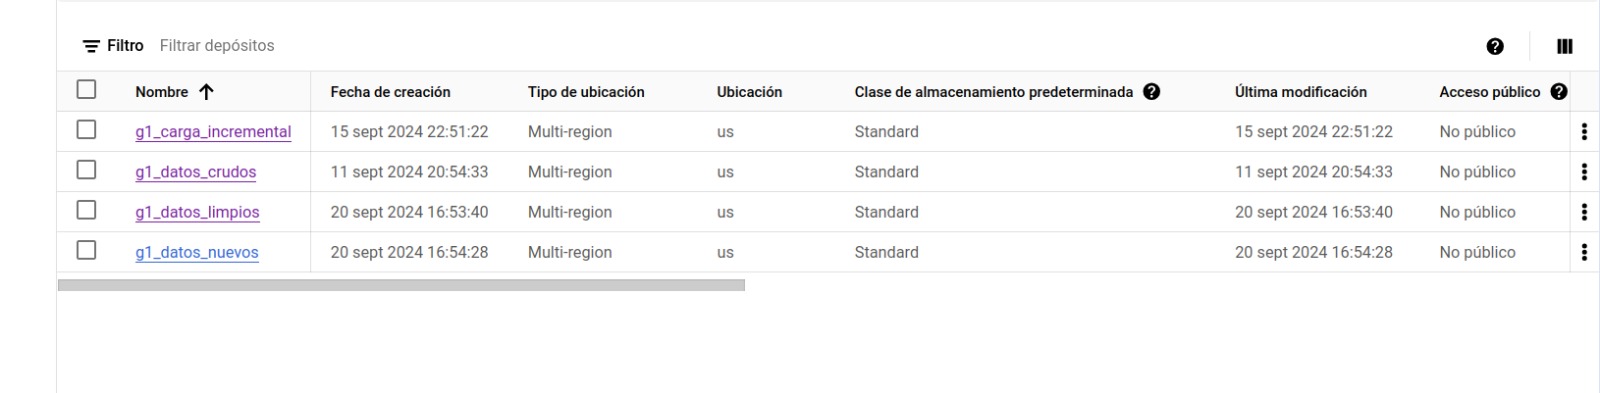 Filtro Filtrar depósitos
Nombre Fecha de creación Tipo de ubicación Ubicación Clase de almacenamiento predeterminada Última modificación Acceso público
g1_carga_incremental 15 sept 2024 22:51:22 Multi-region us Standard 15 sept 2024 22:51:22 No público
g1_datos_crudos 11 sept 2024 20:54:33 Multi-region us Standard 11 sept 2024 20:54:33 No público
g1_datos_limpios 20 sept 2024 16:53:40 Multi-region us Standard 20 sept 2024 16:53:40 No público
g1_datos_nuevos 20 sept 2024 16:54:28 Multi-region us Standard 20 sept 2024 16:54:28 No público